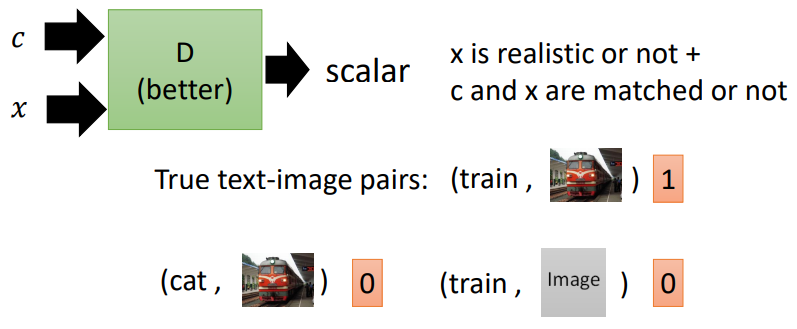 c
x
D
(better)
scalar
x is realistic or not +
c and x are matched or not
True text-image pairs: (train , ) 1
(cat , ) 0
(train , Image ) 0